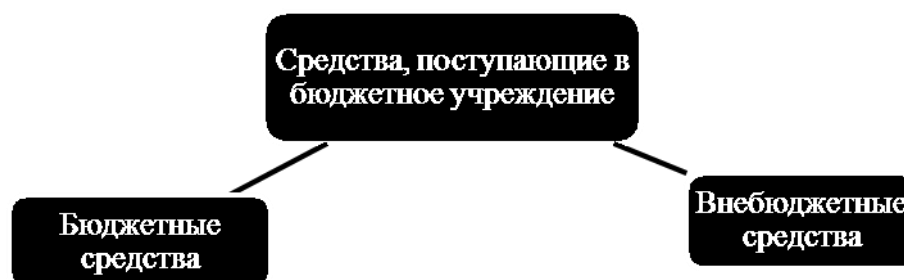 Средства, поступающие в
бюджетное учреждение
Бюджетные
средства
Внебюджетные
средства